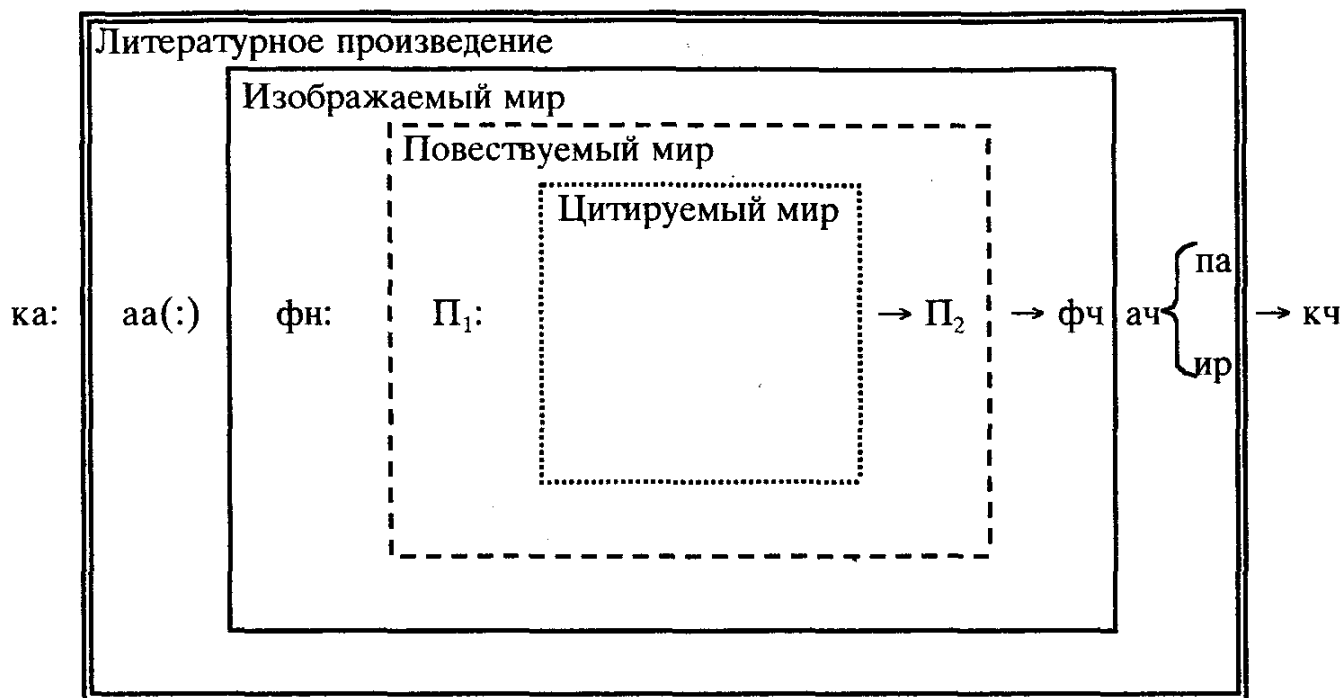 Литературное произведение
Изображаемый мир
Повествуемый мир
Цитируемый мир
па
ка: аа(:) фн: П₁: → П₂ → фч ач → кч
ир